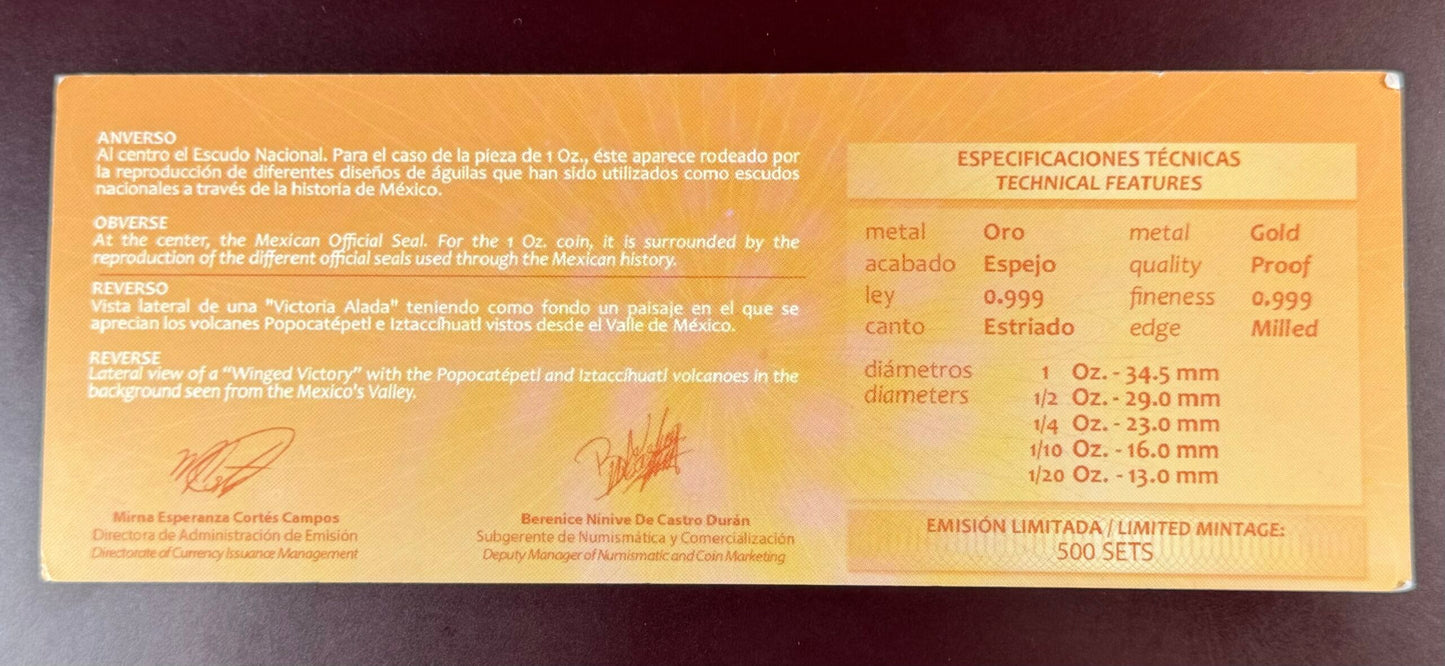 ANVERSO
Al centro el Escudo Nacional. Para el caso de la pieza de 1 Oz., éste aparece rodeado por
la reproducción de diferentes diseños de águilas que han sido utilizados como escudos
nacionales a través de la historia de México.
OBVERSE
At the center, the Mexican Official Seal. For the 1 Oz. coin, it is surrounded by the
reproduction of the different official seals used through the Mexican history.
REVERSO
Vista lateral de una "Victoria Alada" teniendo como fondo un paisaje en el que se
aprecian los volcanes Popocatépetl e Iztaccíhuatl vistos desde el Valle de México.
REVERSE
Lateral view of a "Winged Victory" with the Popocatépetl and Iztaccíhuatl volcanoes in the
background seen from the Mexico's Valley.
Mirna Esperanza Cortés Campos
Directora de Administración de Emisión
Directorate of Currency Issuance Management
Berenice Nínive De Castro Durán
Subgerente de Numismática y Comercialización
Deputy Manager of Numismatic and Coin Marketing
ESPECIFICACIONES TÉCNICAS
TECHNICAL FEATURES
metal Oro metal Gold
acabado Espejo quality Proof
ley 0.999 fineness 0.999
canto Estriado edge Milled
diámetros 1 Oz. - 34.5 mm
diameters 1/2 Oz. - 29.0 mm
1/4 Oz. - 23.0 mm
1/10 Oz. - 16.0 mm
1/20 Oz. - 13.0 mm
EMISIÓN LIMITADA / LIMITED MINTAGE:
500 SETS